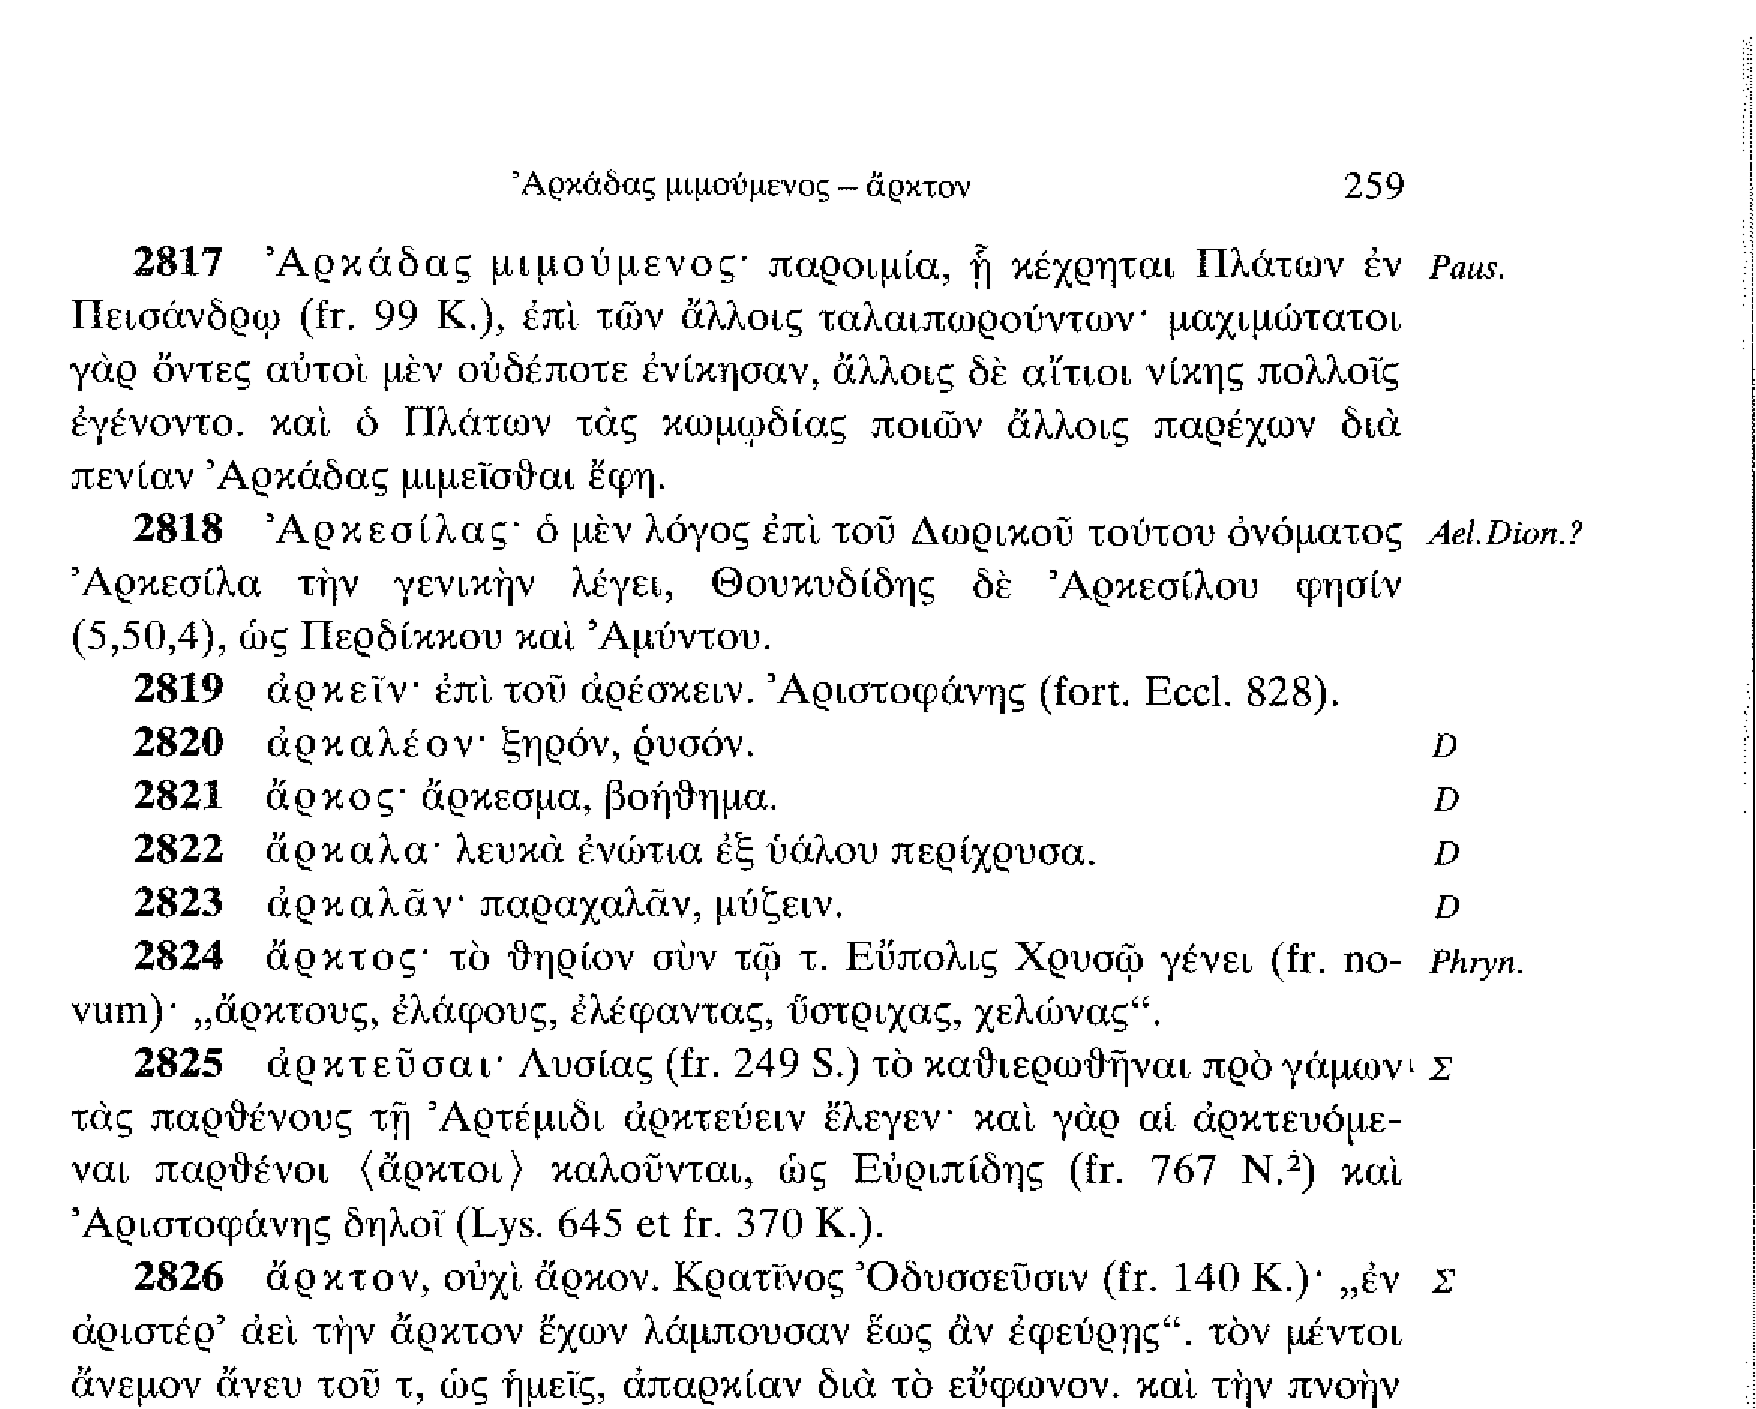 Ἀρκάδας μιμούμενος – ἄρκτον 259
2817 Ἀρκάδας μιμούμενος· παροιμία, ᾗ κέχρηται Πλάτων ἐν Paus.
Πεισάνδρῳ (fr. 99 K.), ἐπὶ τῶν ἄλλοις ταλαιπωρούντων· μαχιμώτατοι
γὰρ ὄντες αὐτοὶ μὲν οὐδέποτε ἐνίκησαν, ἄλλοις δὲ αἴτιοι νίκης πολλοῖς
ἐγένοντο. καὶ ὁ Πλάτων τὰς κωμῳδίας ποιῶν ἄλλοις παρέχων διὰ
πενίαν Ἀρκάδας μιμεῖσθαι ἔφη.
2818 Ἀρκεσίλας· ὁ μὲν λόγος ἐπὶ τοῦ Δωρικοῦ τούτου ὀνόματος Ael. Dion.?
Ἀρκεσίλα τὴν γενικὴν λέγει, Θουκυδίδης δὲ Ἀρκεσίλου φησίν
(5,50,4), ὡς Περδίκκου καὶ Ἀμύντου.
2819 ἀρκεῖν· ἐπὶ τοῦ ἀρέσκειν. Ἀριστοφάνης (fort. Eccl. 828).
2820 ἀρκαλέον· ξηρόν, ῥυσόν. D
2821 ἄρκος· ἄρκεσμα, βοήθημα. D
2822 ἄρκαλα· λευκὰ ἐνώτια ἐξ ὑάλου περίχρυσα. D
2823 ἀρκαλᾶν· παραχαλᾶν, μύζειν. D
2824 ἄρκτος· τὸ θηρίον σὺν τῷ τ. Εὔπολις Χρυσῷ γένει (fr. no- Phryn.
vum)· „ἄρκτους, ἐλάφους, ἐλέφαντας, ὕστριχας, χελώνας“.
2825 ἀρκτεῦσαι· Λυσίας (fr. 249 S.) τὸ καθιερωθῆναι πρὸ γάμων Σ
τὰς παρθένους τῇ Ἀρτέμιδι ἀρκτεύειν ἔλεγεν· καὶ γὰρ αἱ ἀρκτευόμε-
ναι παρθένοι ⟨ἄρκτοι⟩ καλοῦνται, ὡς Εὐριπίδης (fr. 767 N.²) καὶ
Ἀριστοφάνης δηλοῖ (Lys. 645 et fr. 370 K.).
2826 ἄρκτον, οὐχὶ ἄρκον. Κρατῖνος Ὀδυσσεῦσιν (fr. 140 K.)· „ἐν Σ
ἀριστέρ’ ἀεὶ τὴν ἄρκτον ἔχων λάμπουσαν ἕως ἂν ἐφεύρῃς“. τὸν μέντοι
ἄνεμον ἄνευ τοῦ τ, ὡς ἡμεῖς, ἀπαρκίαν διὰ τὸ εὔφωνον. καὶ τὴν πνοὴν